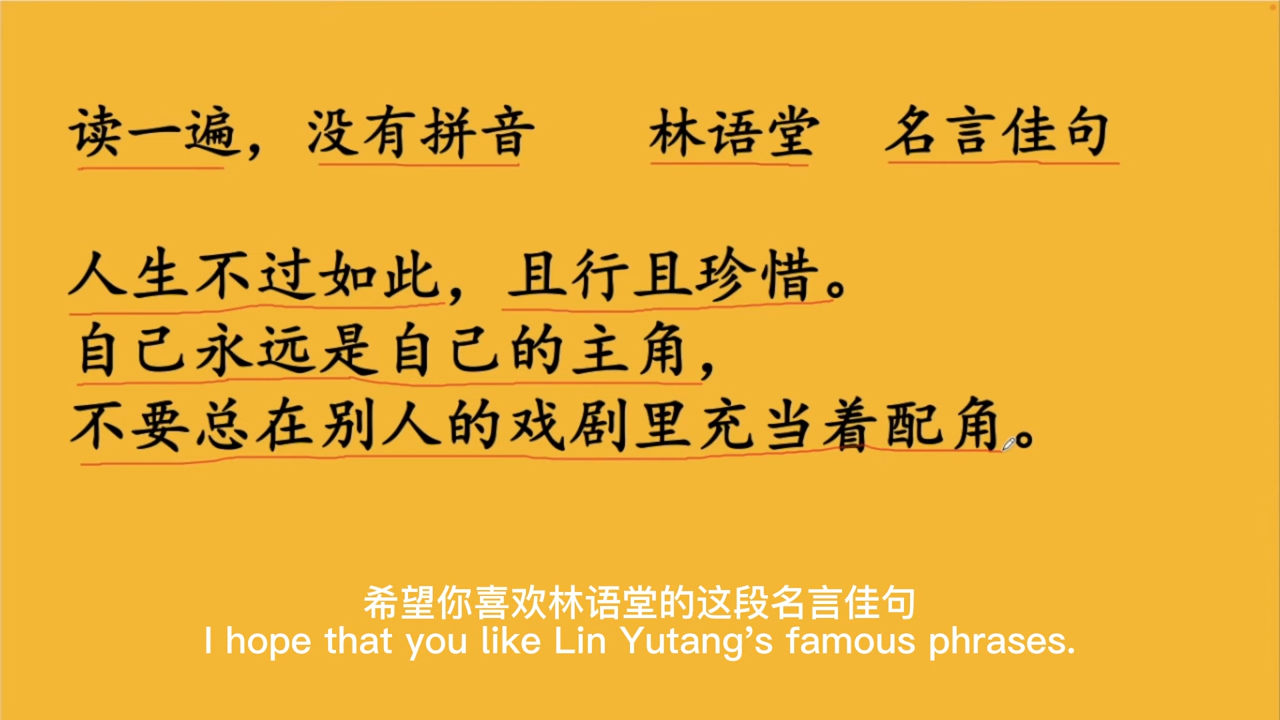 读一遍，没有拼音 林语堂 名言佳句
人生不过如此，且行且珍惜。
自己永远是自己的主角，
不要总在别人的戏剧里充当着配角。
希望你喜欢林语堂的这段名言佳句
I hope that you like Lin Yutang’s famous phrases.